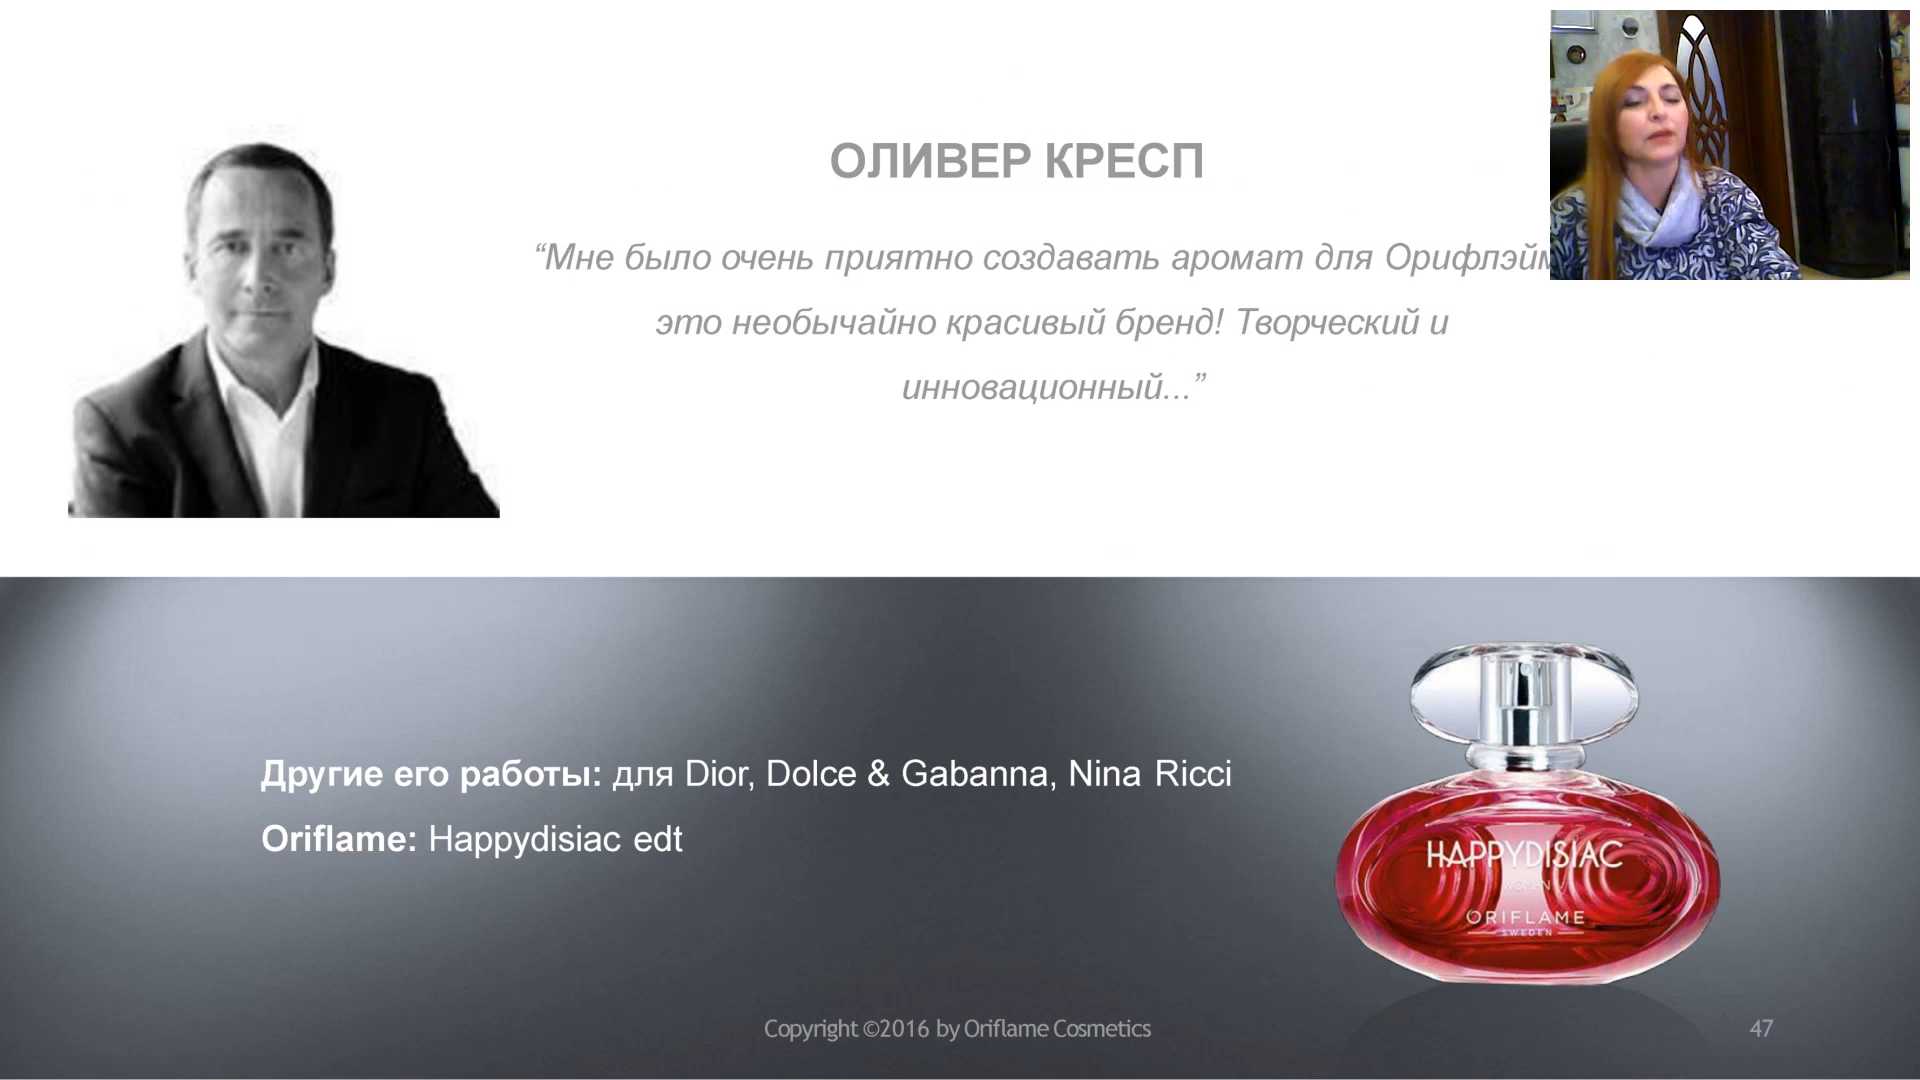 ОЛИВЕР КРЕСП
“Мне было очень приятно создавать аромат для Орифлэйм
это необычайно красивый бренд! Творческий и
инновационный...”
Другие его работы: для Dior, Dolce & Gabanna, Nina Ricci
Oriflame: Happydisiac edt
HAPPYDISIAC
WOMAN
ORIFLAME
SWEDEN
Copyright ©2016 by Oriflame Cosmetics
47